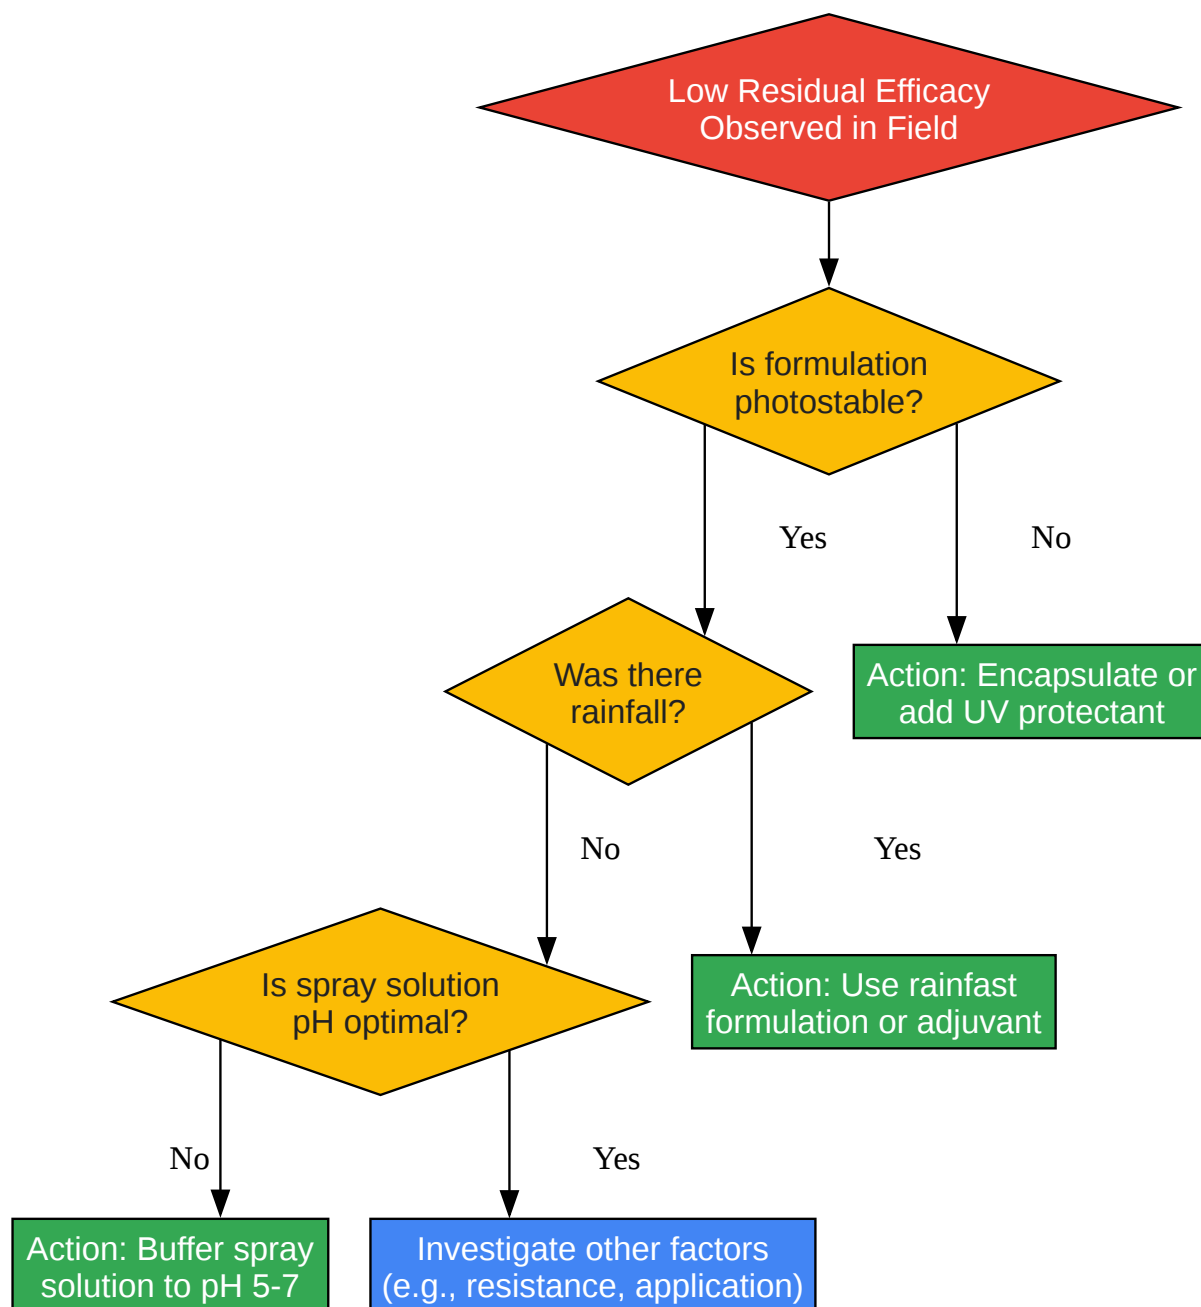 Low Residual Efficacy
Observed in Field
Is formulation
photostable?
Yes
No
Was there
rainfall?
Action: Encapsulate or
add UV protectant
No
Yes
Is spray solution
pH optimal?
Action: Use rainfast
formulation or adjuvant
No
Yes
Action: Buffer spray
solution to pH 5-7
Investigate other factors
(e.g., resistance, application)